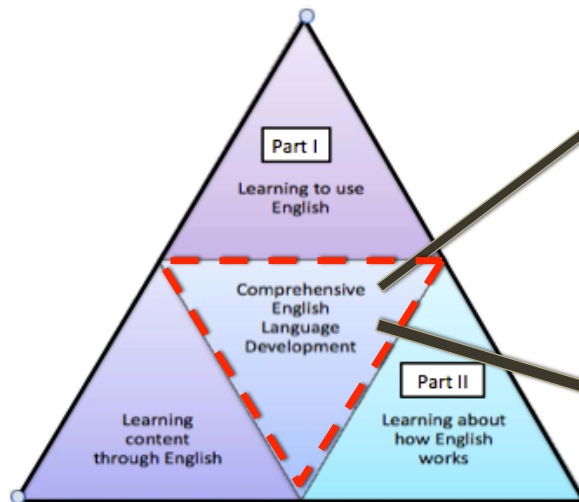 Part I
Learning to use
English
Comprehensive
English
Language
Development
Part II
Learning
content
through English
Learning about
how English
works